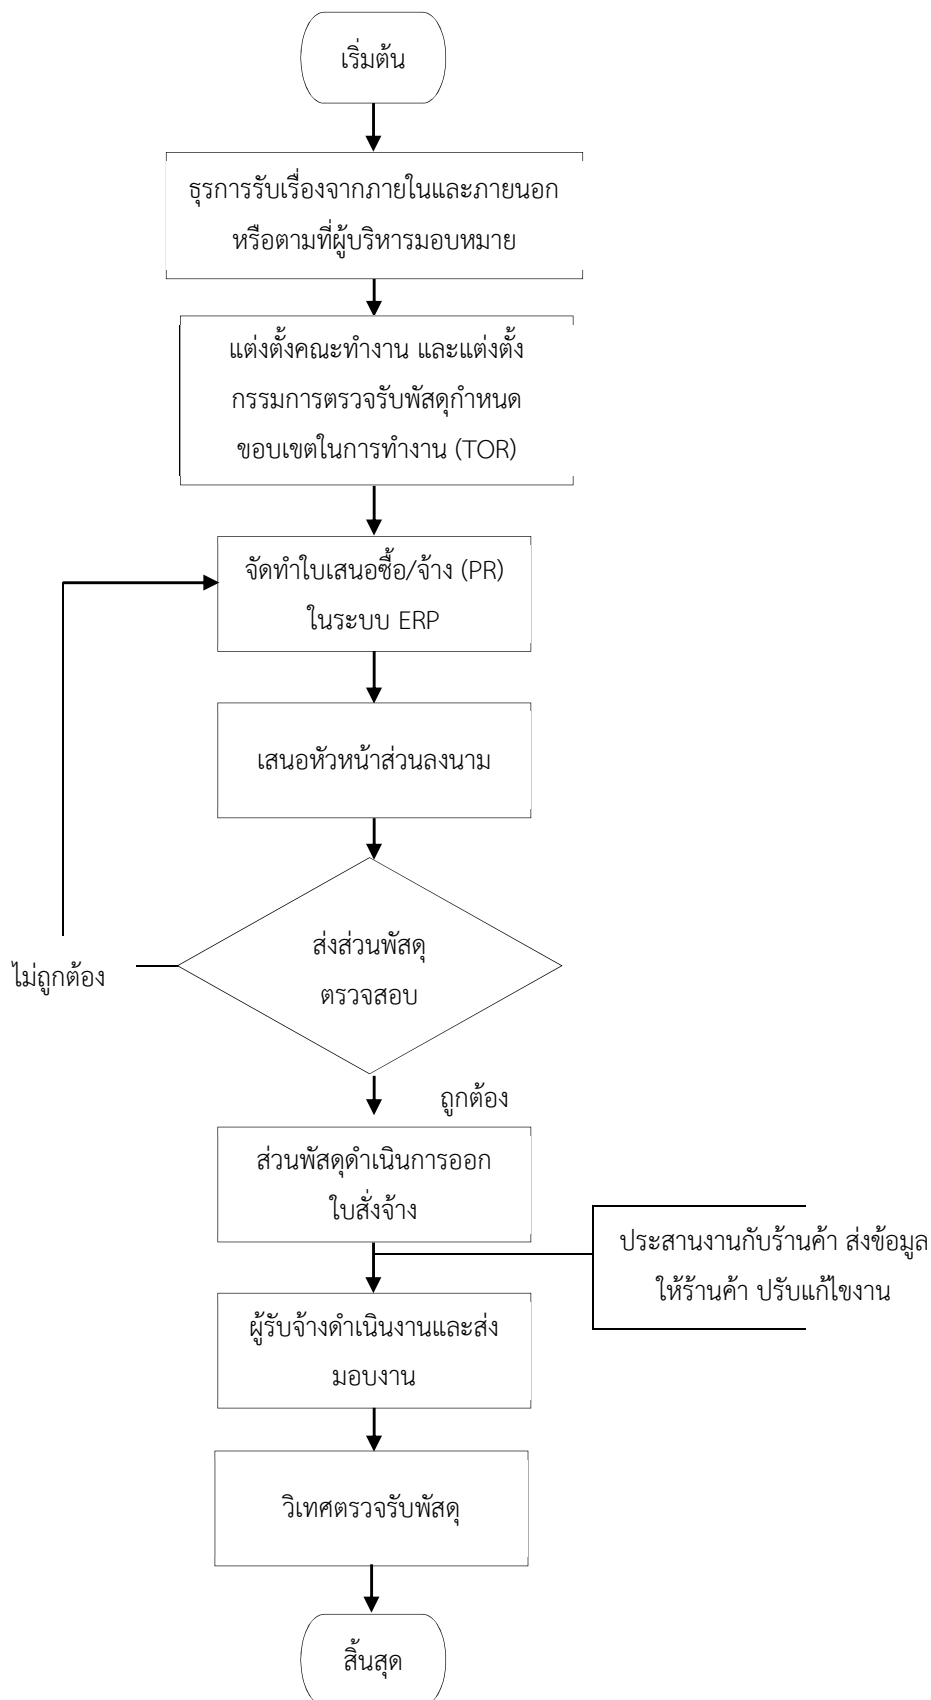 เริ่มต้น
ธุรการรับเรื่องจากภายในและภายนอก
หรือตามที่ผู้บริหารมอบหมาย
แต่งตั้งคณะทำงาน และแต่งตั้ง
กรรมการตรวจรับพัสดุกำหนด
ขอบเขตในการทำงาน (TOR)
จัดทำใบเสนอซื้อ/จ้าง (PR)
ในระบบ ERP
เสนอหัวหน้าส่วนลงนาม
ส่งส่วนพัสดุ
ตรวจสอบ
ไม่ถูกต้อง
ถูกต้อง
ส่วนพัสดุดำเนินการออก
ใบสั่งจ้าง
ประสานงานกับร้านค้า ส่งข้อมูล
ให้ร้านค้า ปรับแก้ไขงาน
ผู้รับจ้างดำเนินงานและส่ง
มอบงาน
วิเทศตรวจรับพัสดุ
สิ้นสุด